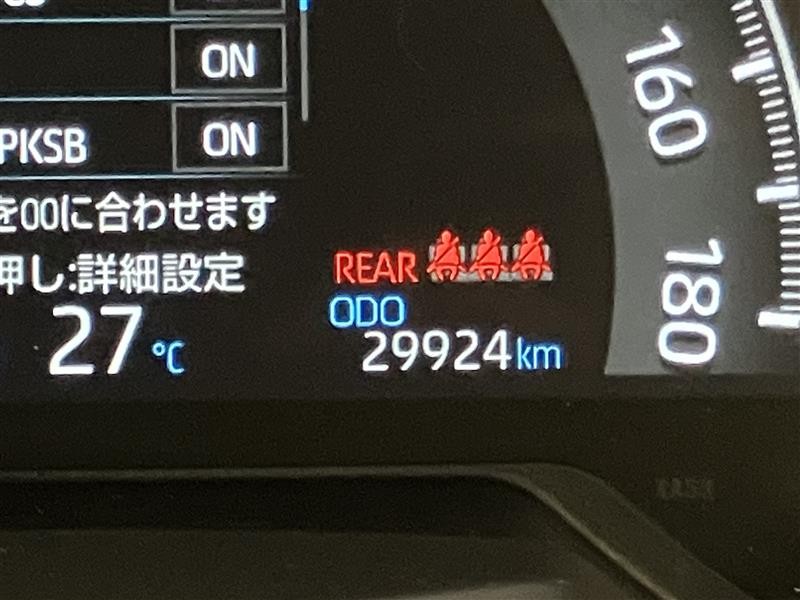 ON
PKSB ON
を00に合わせます
押し:詳細設定
REAR
ODO
27 °C
29924 km
160
180